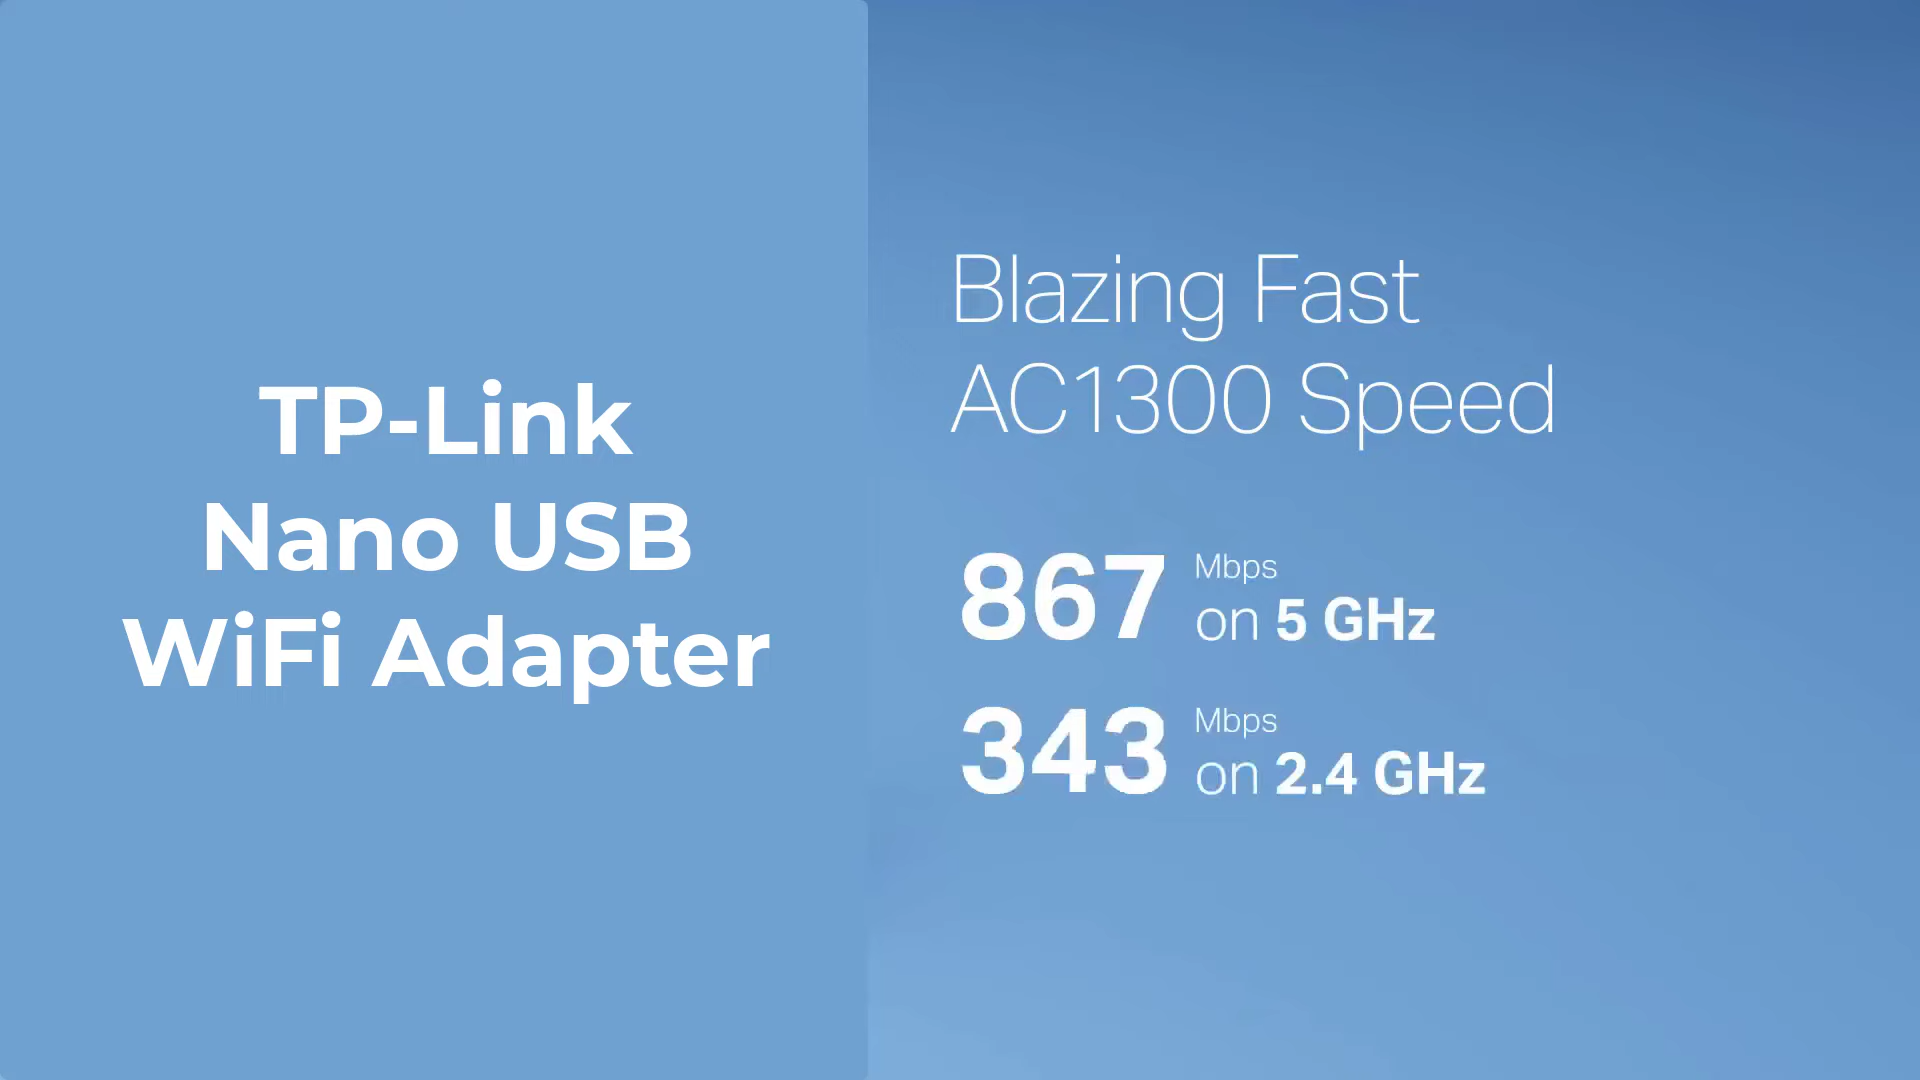 TP-Link
Nano USB
WiFi Adapter
Blazing Fast
AC1300 Speed
867 Mbps
on 5 GHz
343 Mbps
on 2.4 GHz